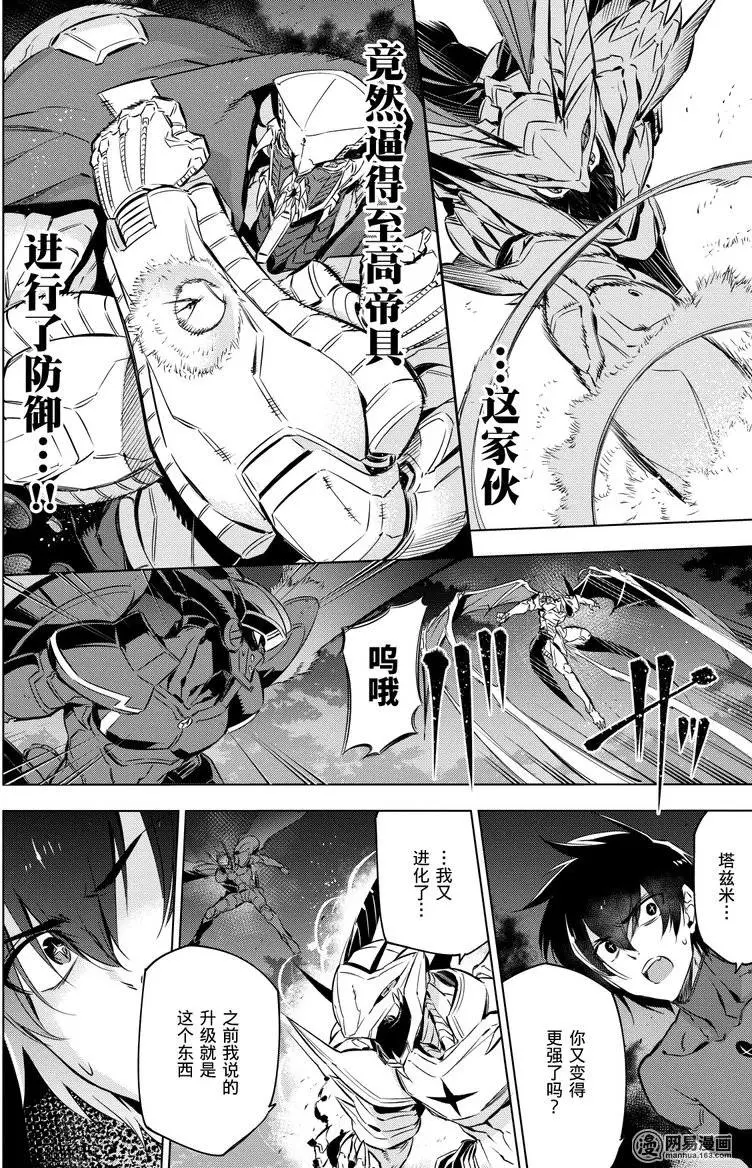 …这家伙
竟然逼得至高帝具
进行了防御…!!
呜哦
塔兹米…
你又变得
更强了吗?
…我又
进化了…
之前我说的
升级就是
这个东西
漫 网易漫画
manhua.163.com